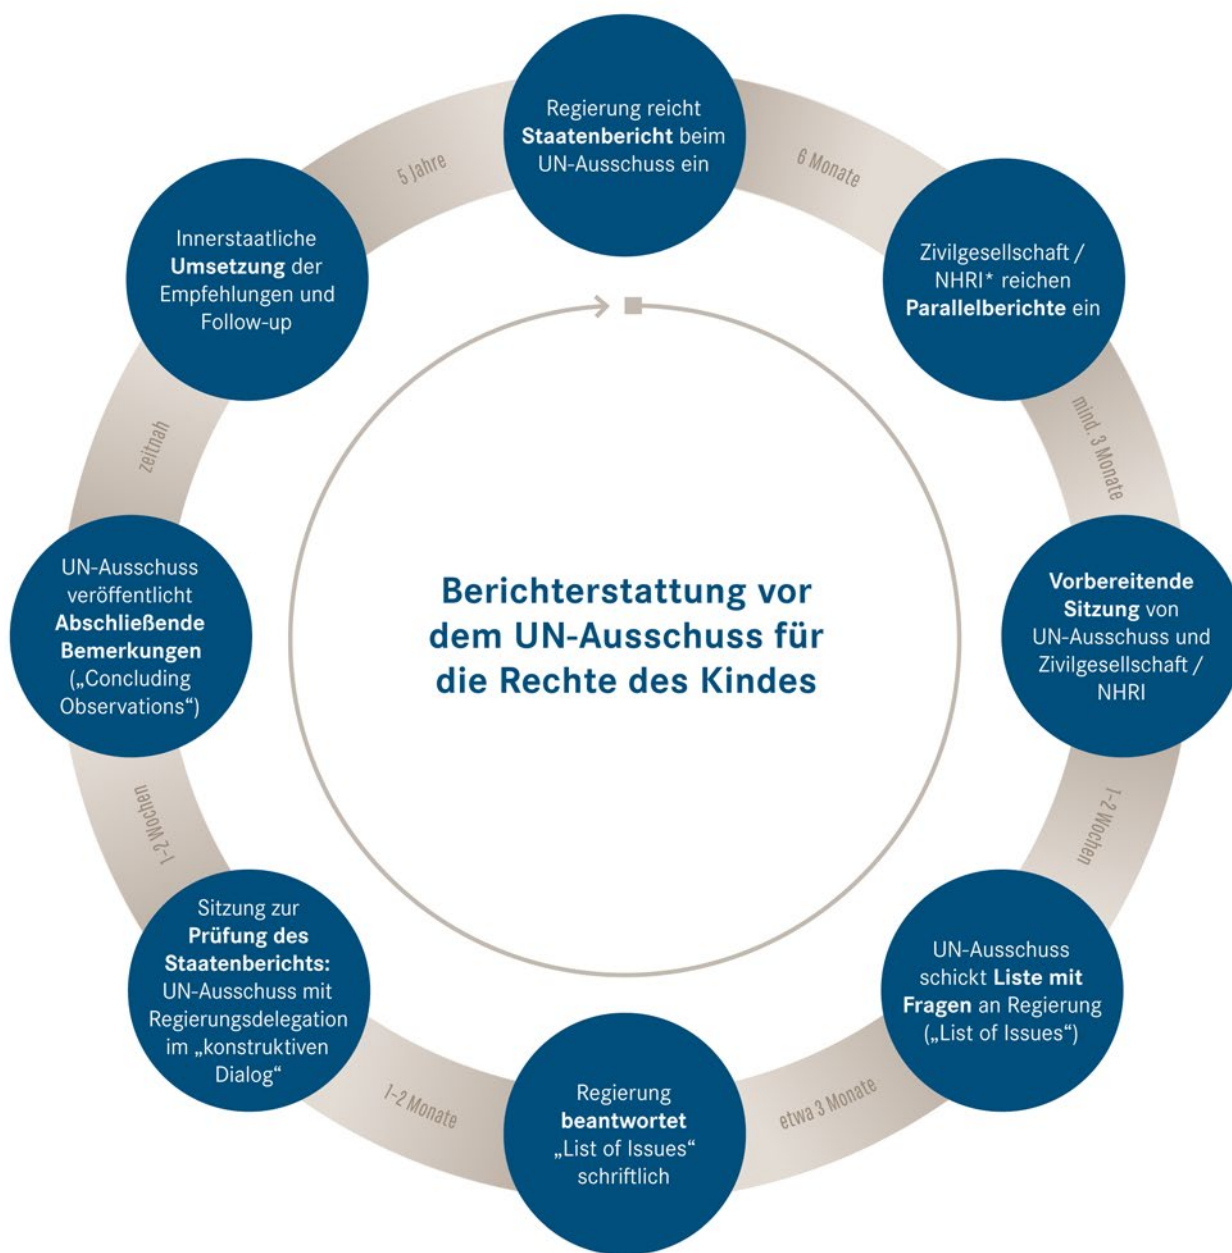 Regierung reicht
Staatenbericht beim
UN-Ausschuss ein
6 Monate
Zivilgesellschaft /
NHRI* reichen
Parallelberichte ein
mind. 3 Monate
Vorbereitende
Sitzung von
UN-Ausschuss und
Zivilgesellschaft /
NHRI
1–2 Wochen
UN-Ausschuss
schickt Liste mit
Fragen an Regierung
(„List of Issues“)
etwa 3 Monate
Regierung
beantwortet
„List of Issues“
schriftlich
1–2 Monate
Sitzung zur
Prüfung des
Staatenberichts:
UN-Ausschuss mit
Regierungsdelegation
im „konstruktiven
Dialog“
1–2 Wochen
UN-Ausschuss
veröffentlicht
Abschließende
Bemerkungen
(„Concluding
Observations“)
zeitnah
Innerstaatliche
Umsetzung der
Empfehlungen und
Follow-up
5 Jahre
Berichterstattung vor
dem UN-Ausschuss für
die Rechte des Kindes